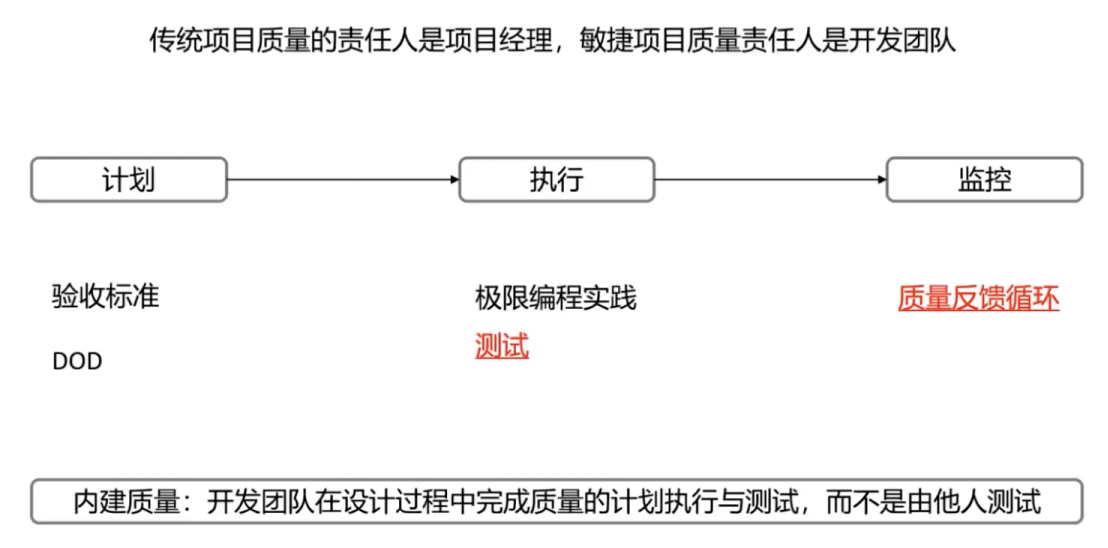 传统项目质量的责任人是项目经理，敏捷项目质量责任人是开发团队
计划
执行
监控
验收标准
极限编程实践
质量反馈循环
测试
DOD
内建质量：开发团队在设计过程中完成质量的计划执行与测试，而不是由他人测试